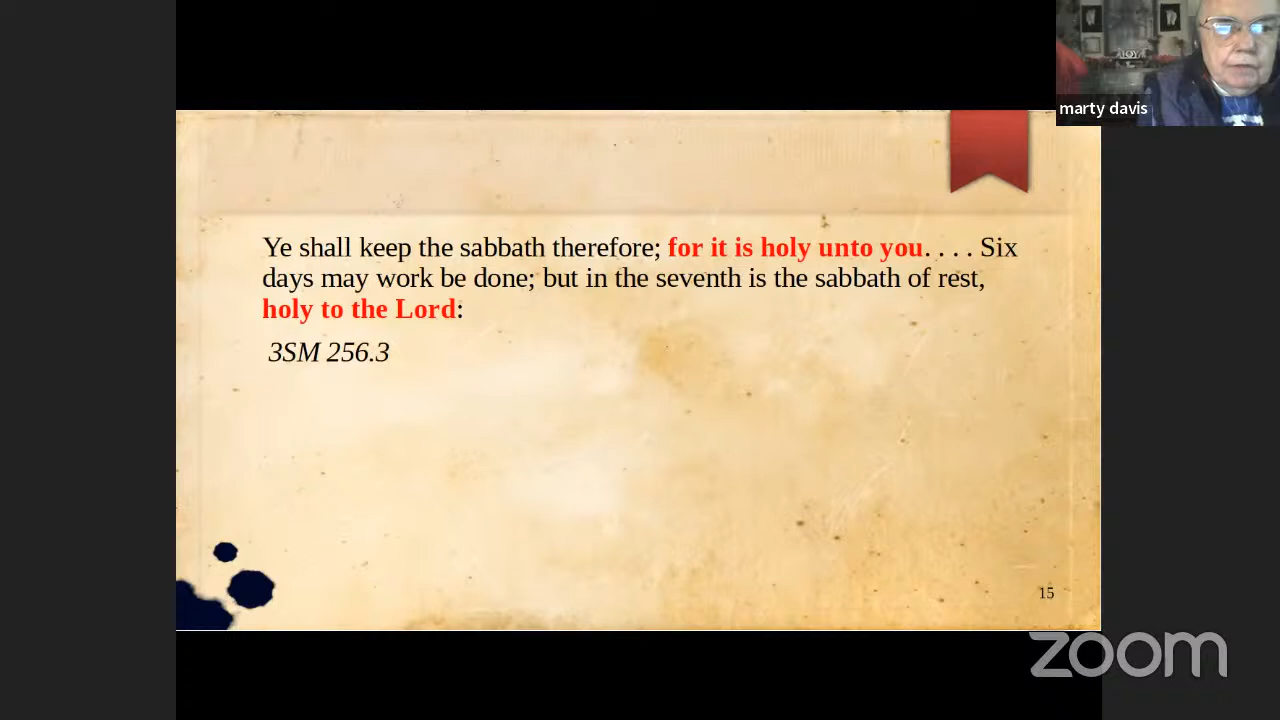 marty davis
Ye shall keep the sabbath therefore; for it is holy unto you. . . . Six
days may work be done; but in the seventh is the sabbath of rest,
holy to the Lord:
3SM 256.3
15
zoom